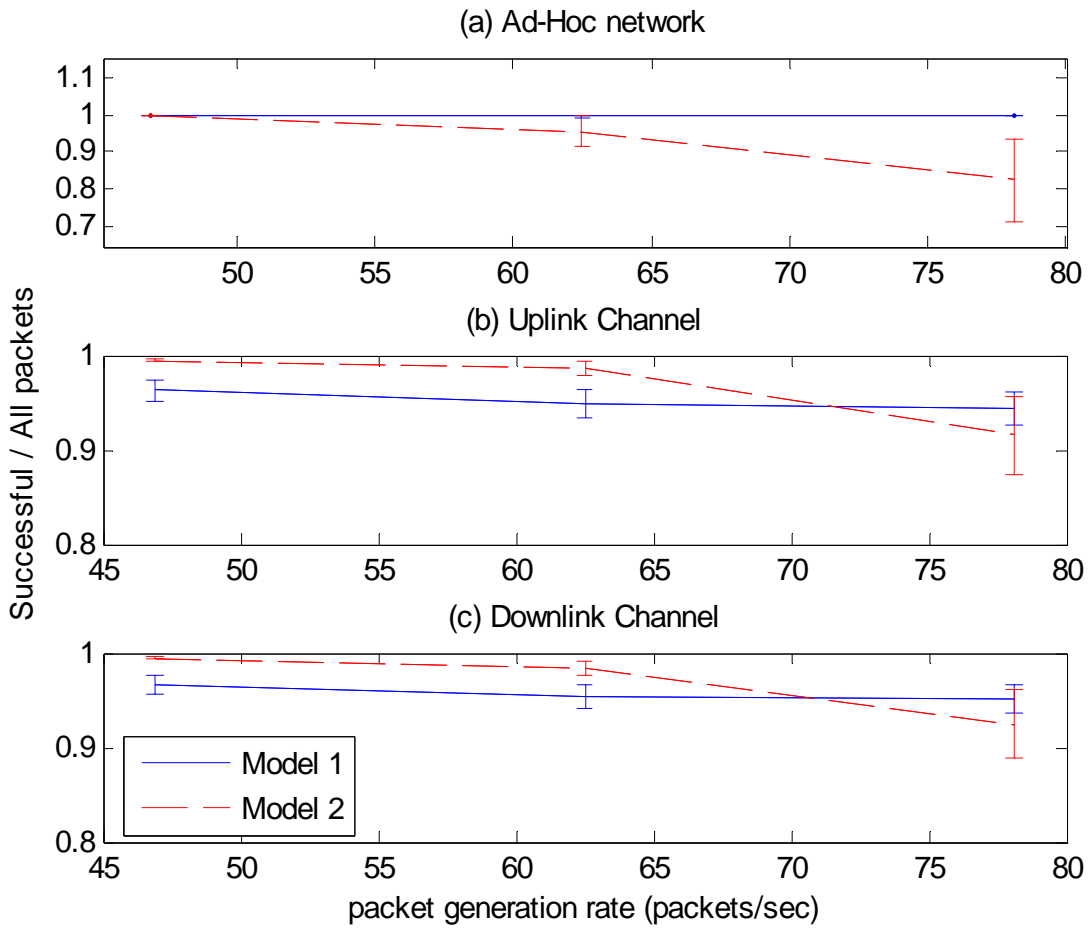 (a) Ad-Hoc network
1.1
1
0.9
0.8
0.7
50 55 60 65 70 75 80
(b) Uplink Channel
Successful / All packets
1
0.9
0.8
45 50 55 60 65 70 75 80
(c) Downlink Channel
1
0.9
0.8
Model 1
Model 2
45 50 55 60 65 70 75 80
packet generation rate (packets/sec)